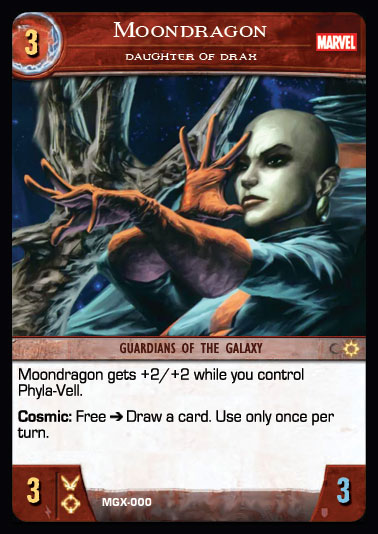 3
MOONDRAGON
DAUGHTER OF DRAX
MARVEL
GUARDIANS OF THE GALAXY
C
Moondragon gets +2/+2 while you control
Phyla-Vell.
Cosmic: Free ➔ Draw a card. Use only once per
turn.
3
MGX-000
3